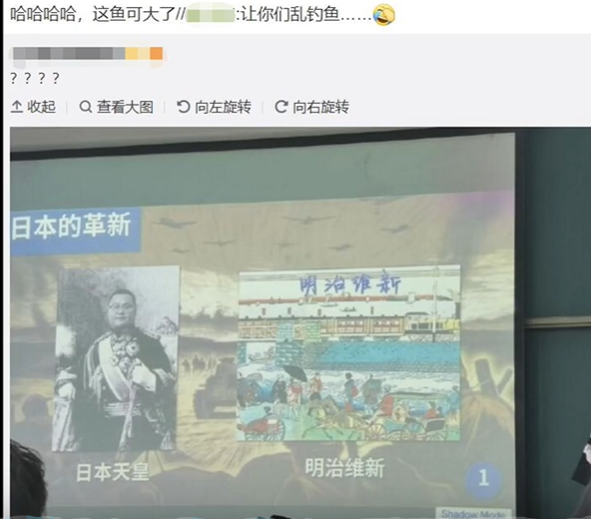 哈哈哈哈，这鱼可大了//:让你们乱钓鱼……
？？？？
收起 查看大图 向左旋转 向右旋转
日本的革新
明治维新
日本天皇 明治维新
1
Shadow Mode